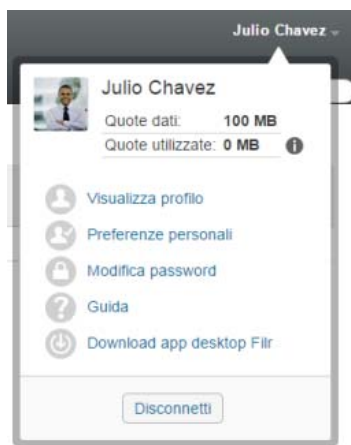 Julio Chavez
Julio Chavez
Quote dati: 100 MB
Quote utilizzate: 0 MB
Visualizza profilo
Preferenze personali
Modifica password
Guida
Download app desktop Filr
Disconnetti